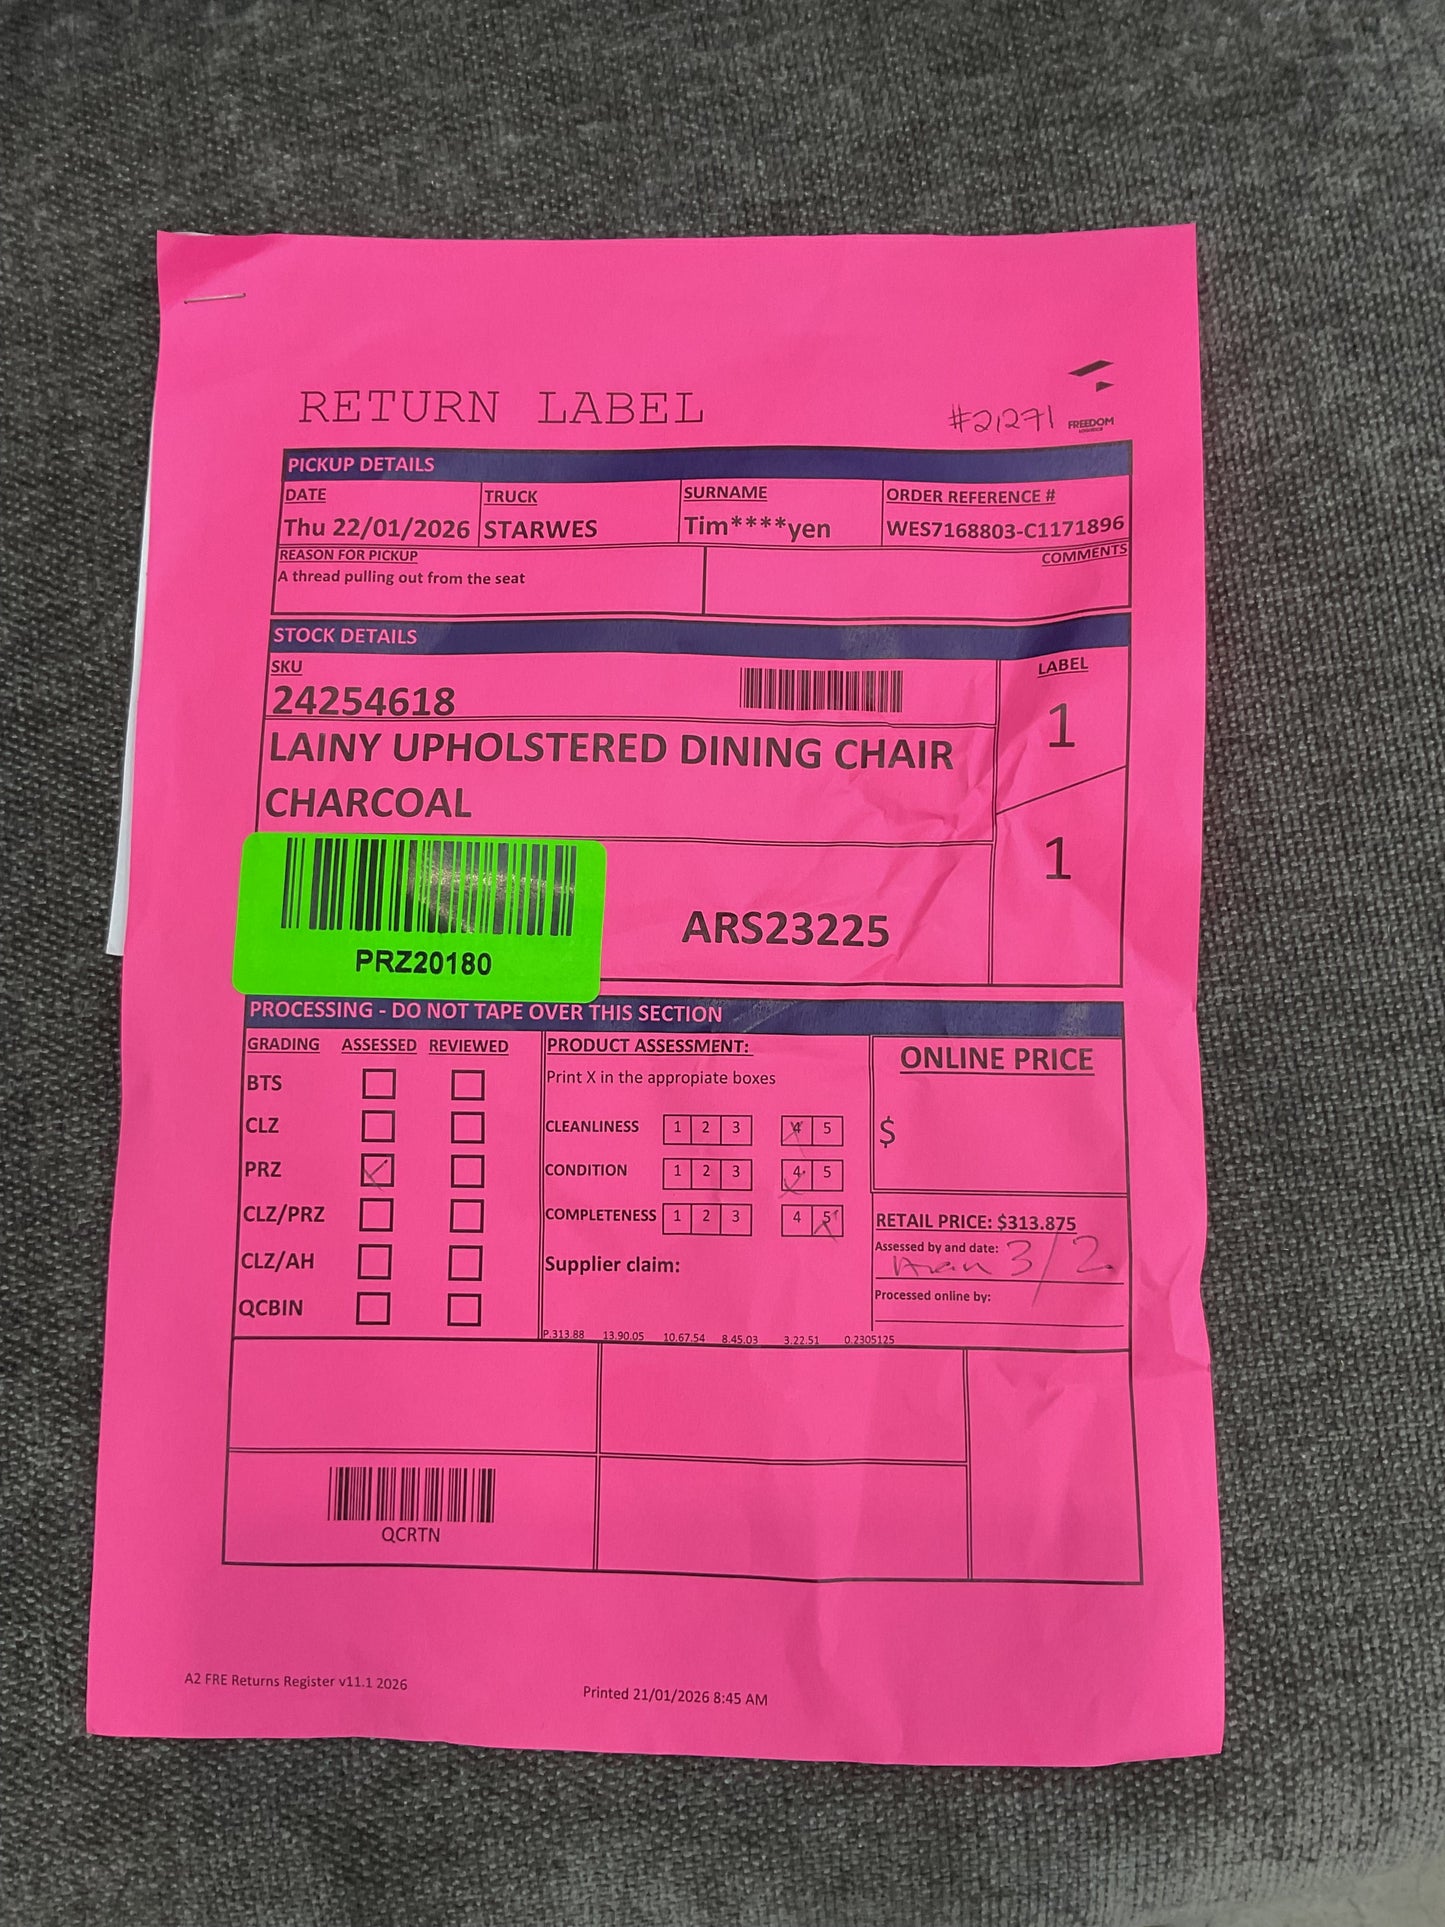 RETURN LABEL
#21271
FREEDOM
LOGISTICS
PICKUP DETAILS
DATE TRUCK SURNAME ORDER REFERENCE #
Thu 22/01/2026 STARWES Tim****yen WES7168803-C1171896
REASON FOR PICKUP COMMENTS
A thread pulling out from the seat
STOCK DETAILS
SKU LABEL
24254618 1
LAINY UPHOLSTERED DINING CHAIR
CHARCOAL
1
ARS23225
PRZ20180
PROCESSING - DO NOT TAPE OVER THIS SECTION
GRADING ASSESSED REVIEWED PRODUCT ASSESSMENT: ONLINE PRICE
BTS Print X in the appropiate boxes
CLZ CLEANLINESS 1 2 3 4 5 $
PRZ CONDITION 1 2 3 4 5
CLZ/PRZ COMPLETENESS 1 2 3 4 5 RETAIL PRICE: $313.875
Assessed by and date: 3/2
CLZ/AH Supplier claim:
Processed online by:
QCBIN
P.313.88 13.90.05 10.67.54 8.45.03 3.22.51 0.2305125
QCRTN
A2 FRE Returns Register v11.1 2026 Printed 21/01/2026 8:45 AM